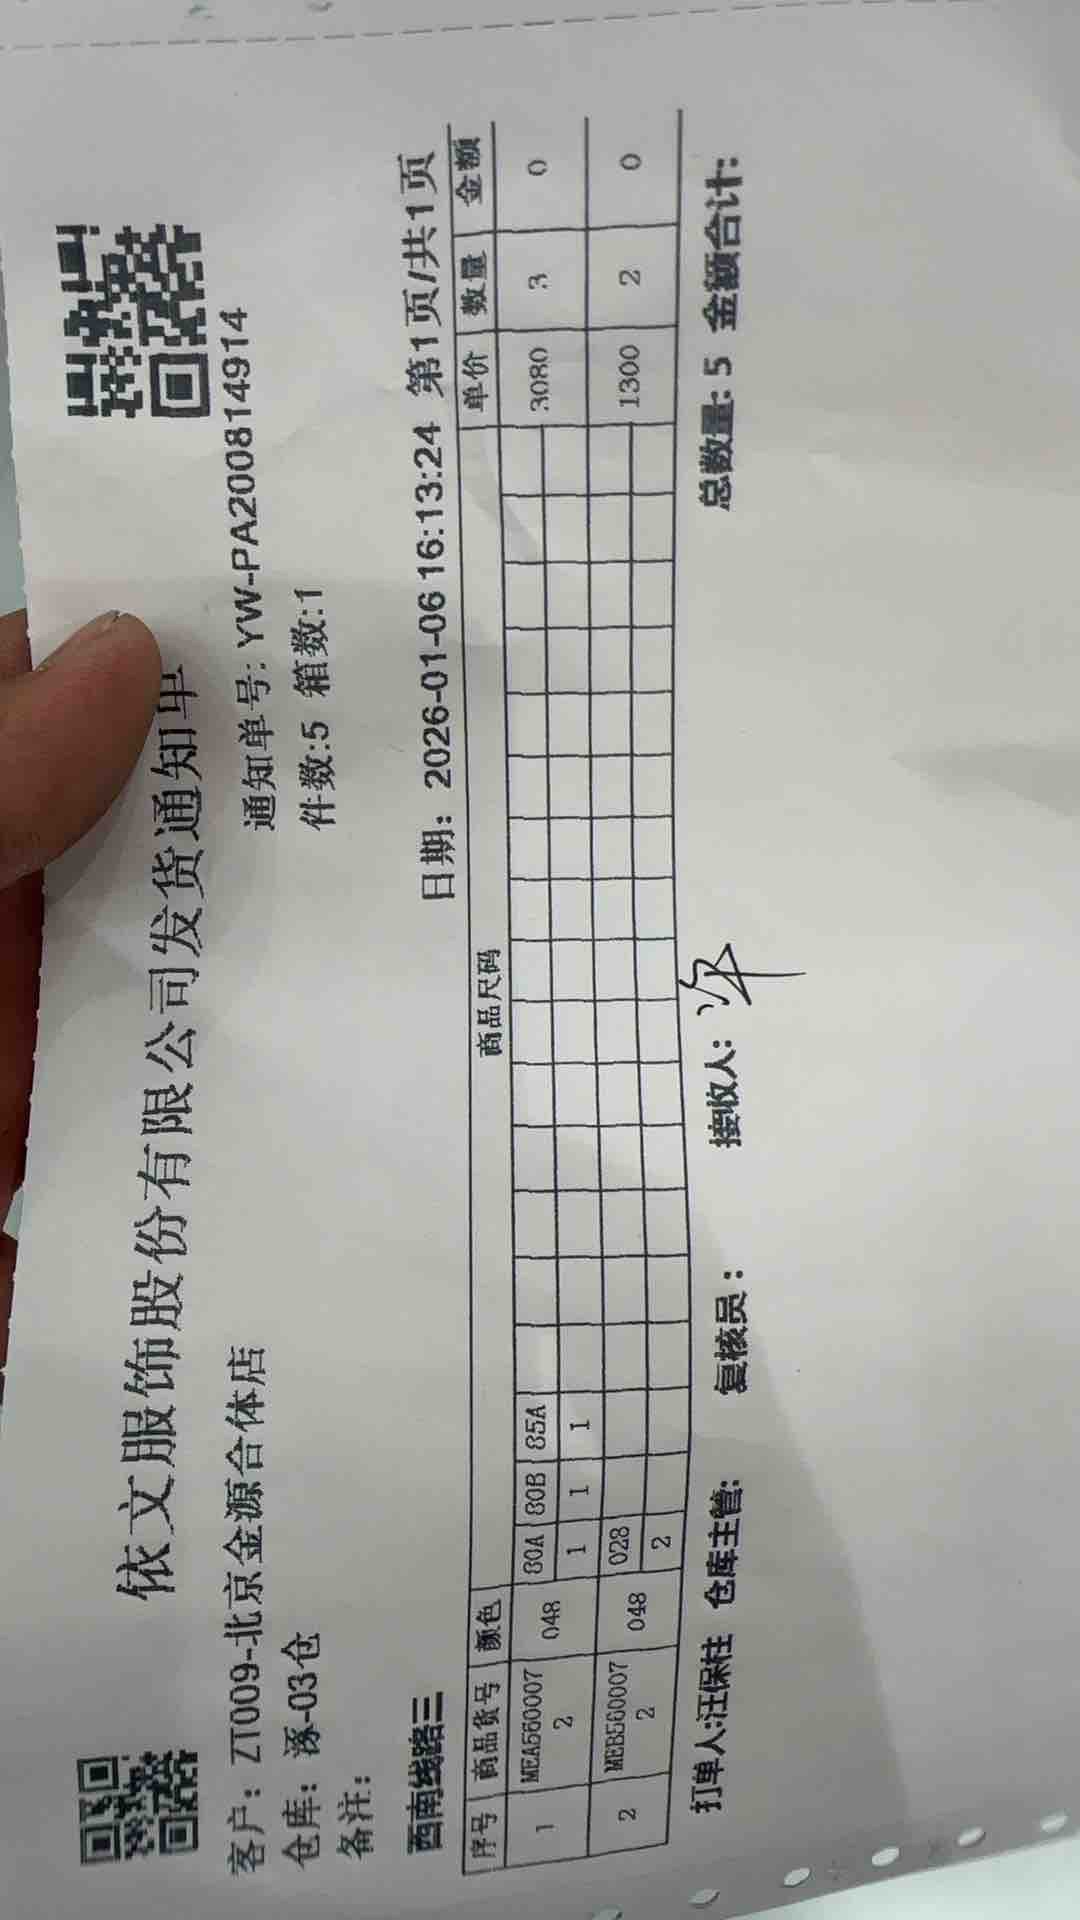 依文服饰股份有限公司发货通知单
客户：ZT009-北京金源合体店 通知单号：YW-PA200814914
仓库：涿-03仓 件数:5 箱数:1
备注：
西南线路三 日期：2026-01-06 16:13:24 第1页/共1页
序号 商品货号 颜色 商品尺码 单价 数量 金额
80A 80B 85A
1 MEA5600072 048 1 1 1 3080 3 0
028
2 MEB5600072 048 2 1300 2 0
打单人:汪保柱 仓库主管: 复核员： 接收人： 总数量: 5 金额合计: